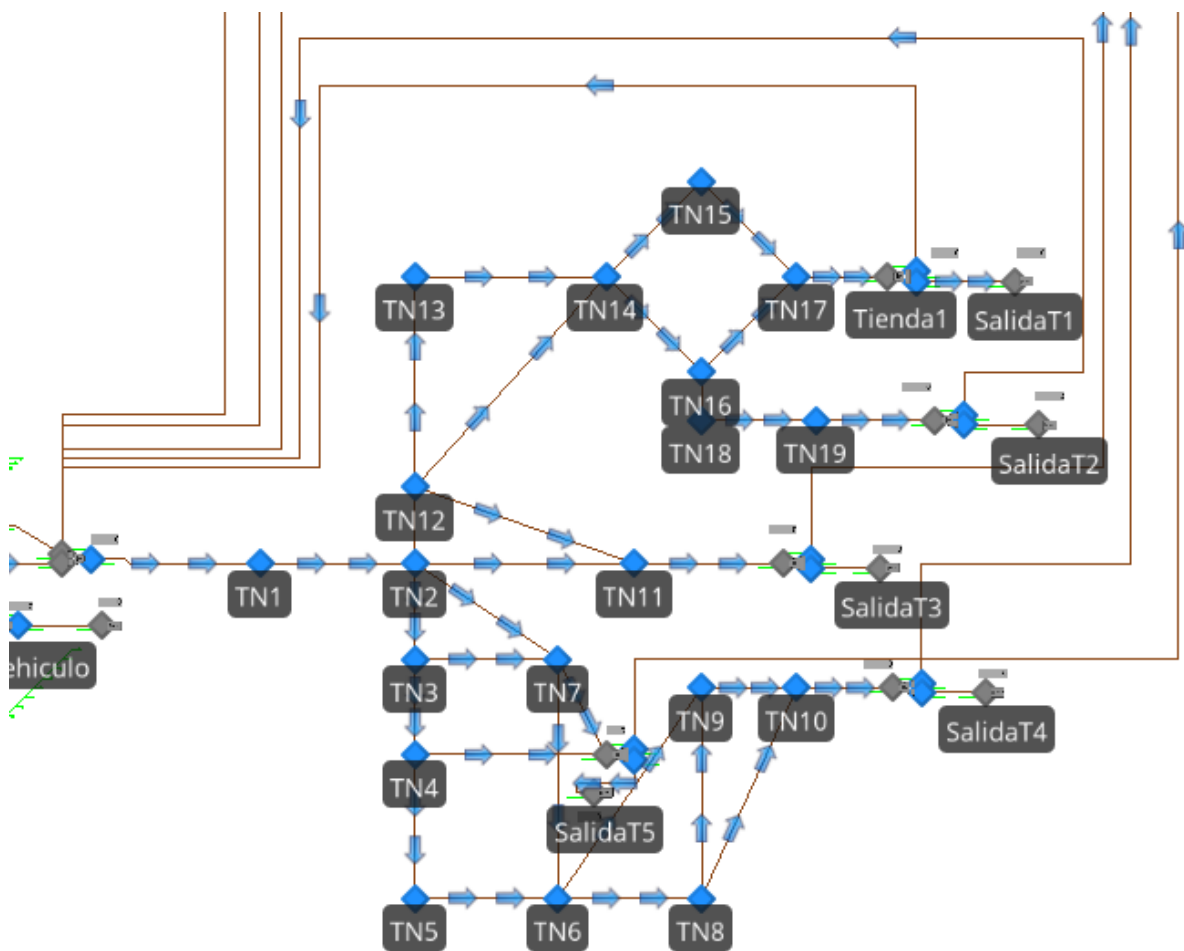 TN15
TN13
TN14
TN17
Tienda1
SalidaT1
TN16
TN18
TN19
SalidaT2
TN12
TN1
TN2
TN11
SalidaT3
ehiculo
TN3
TN7
TN9
TN10
SalidaT4
TN4
SalidaT5
TN5
TN6
TN8